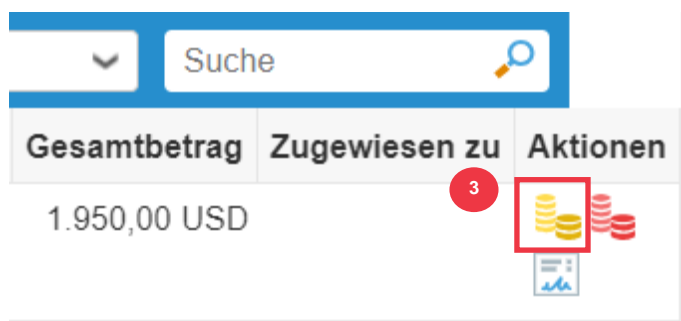 Suche
Gesamtbetrag Zugewiesen zu Aktionen
3
1.950,00 USD